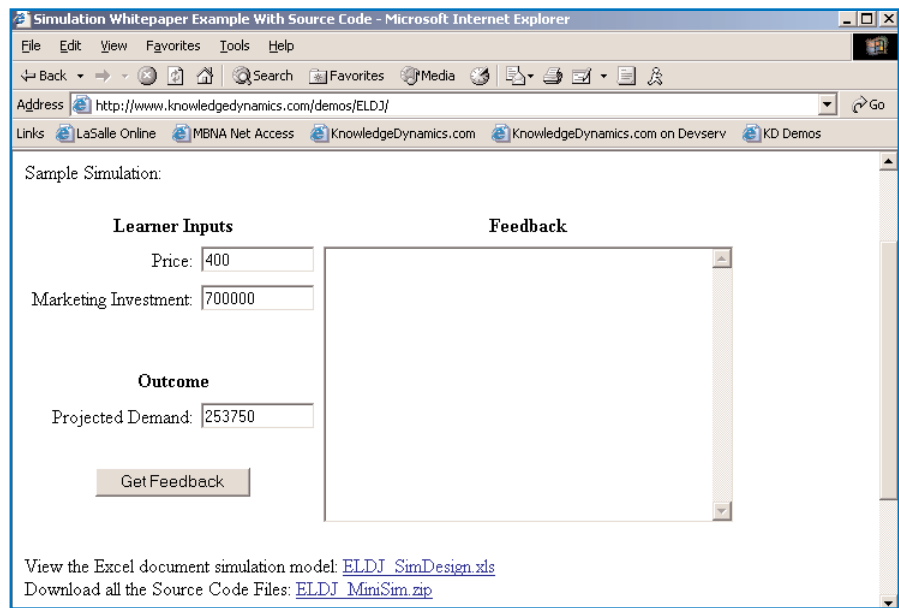 Simulation Whitepaper Example With Source Code - Microsoft Internet Explorer
File Edit View Favorites Tools Help
Back Search Favorites Media
Address http://www.knowledgedynamics.com/demos/ELDJ/ Go
Links LaSalle Online MBNA Net Access KnowledgeDynamics.com KnowledgeDynamics.com on Devserv KD Demos
Sample Simulation:
Learner Inputs Feedback
Price: 400
Marketing Investment: 700000
Outcome
Projected Demand: 253750
Get Feedback
View the Excel document simulation model: ELDJ_SimDesign.xls
Download all the Source Code Files: ELDJ_MiniSim.zip